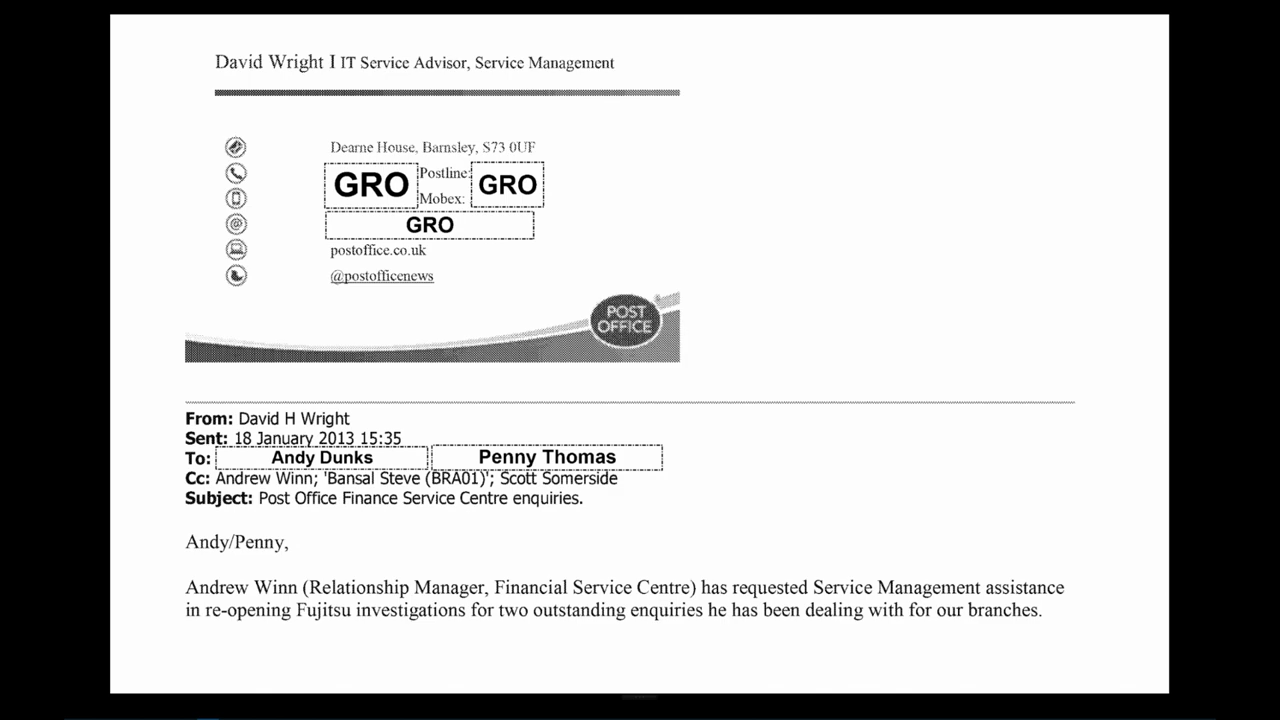 David Wright I IT Service Advisor, Service Management
Dearne House, Barnsley, S73 0UF
GRO Postline: GRO
Mobex:
GRO
postoffice.co.uk
@postofficenews
POST
OFFICE
From: David H Wright
Sent: 18 January 2013 15:35
To: Andy Dunks Penny Thomas
Cc: Andrew Winn; 'Bansal Steve (BRA01)'; Scott Somerside
Subject: Post Office Finance Service Centre enquiries.
Andy/Penny,
Andrew Winn (Relationship Manager, Financial Service Centre) has requested Service Management assistance
in re-opening Fujitsu investigations for two outstanding enquiries he has been dealing with for our branches.